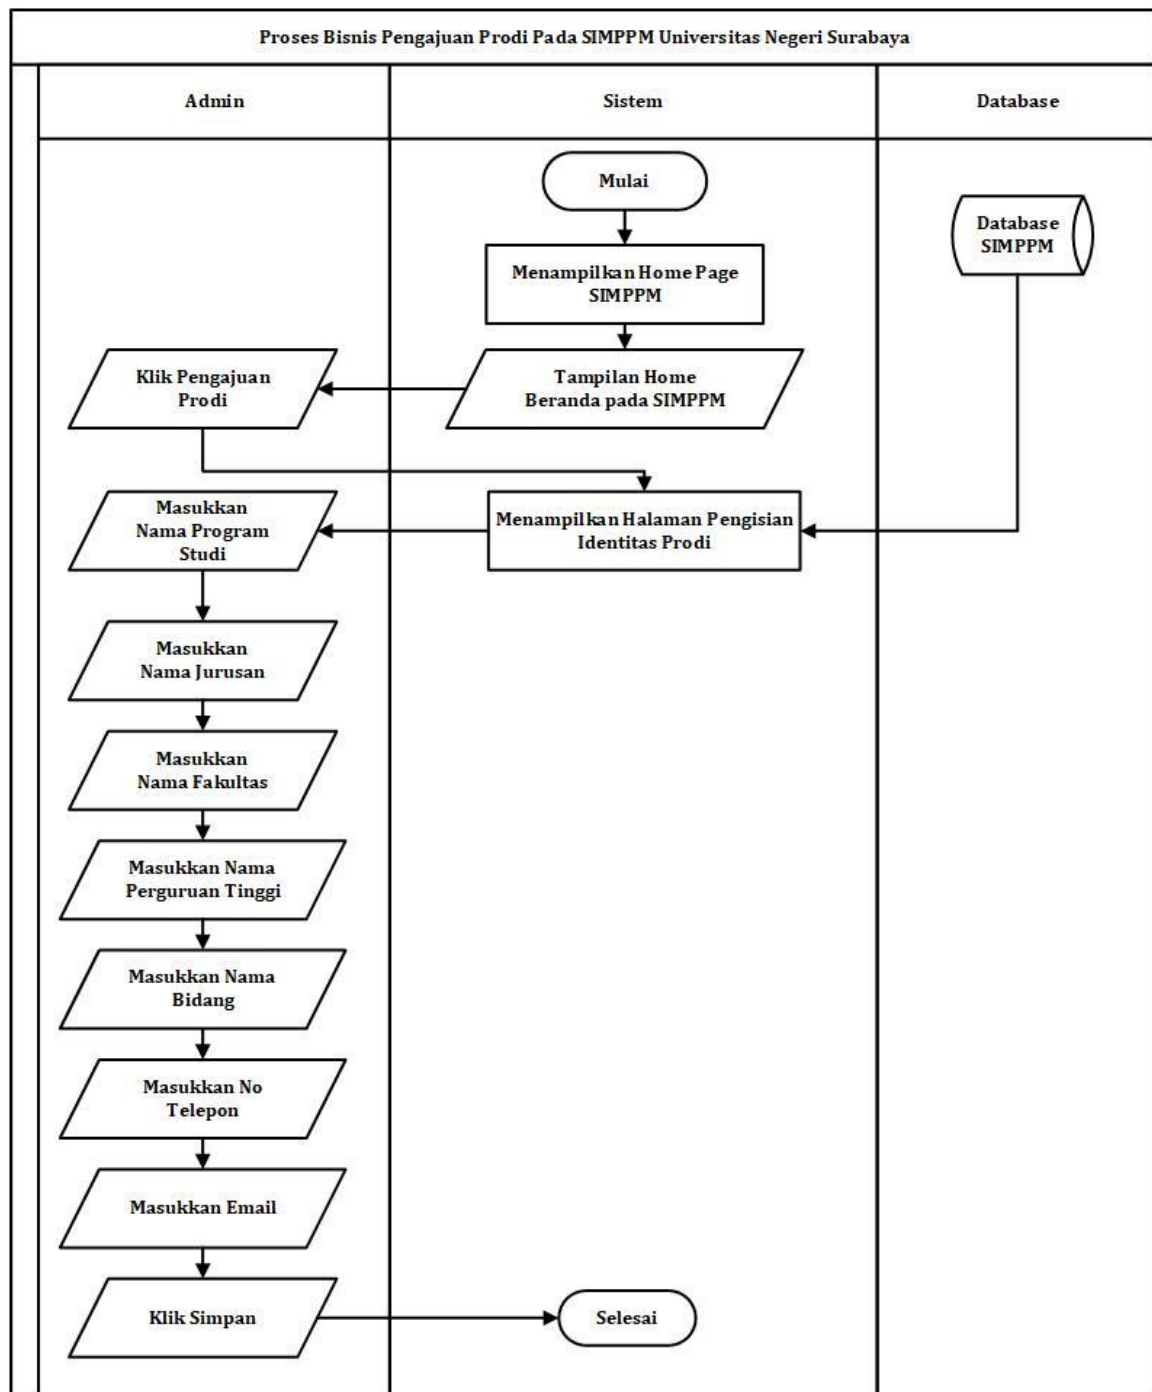 Proses Bisnis Pengajuan Prodi Pada SIMPPM Universitas Negeri Surabaya
Admin
Sistem
Database
Mulai
Database
SIMPPM
Menampilkan Home Page
SIMPPM
Klik Pengajuan
Prodi
Tampilan Home
Beranda pada SIMPPM
Masukkan
Nama Program
Studi
Menampilkan Halaman Pengisian
Identitas Prodi
Masukkan
Nama Jurusan
Masukkan
Nama Fakultas
Masukkan Nama
Perguruan Tinggi
Masukkan Nama
Bidang
Masukkan No
Telepon
Masukkan Email
Klik Simpan
Selesai